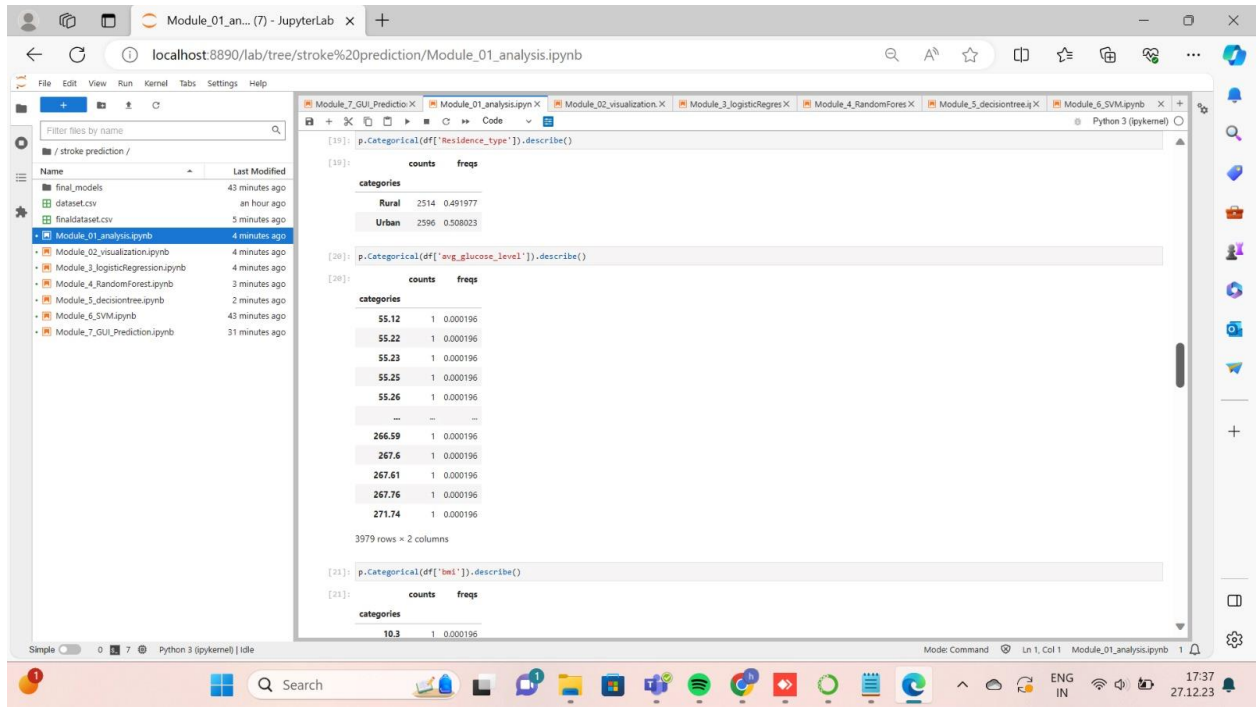 Module_01_an... (7) - JupyterLab
localhost:8890/lab/tree/stroke%20prediction/Module_01_analysis.ipynb
File Edit View Run Kernel Tabs Settings Help
Module_7_GUI_Predictio Module_01_analysis.ipyn Module_02_visualization. Module_3_logisticRegres Module_4_RandomFores Module_5_decisiontree.ij Module_6_SVM.ipynb
Code Python 3 (ipykernel)
Filter files by name
/ stroke prediction /
Name Last Modified
final_models 43 minutes ago
dataset.csv an hour ago
finaldataset.csv 5 minutes ago
Module_01_analysis.ipynb 4 minutes ago
Module_02_visualization.ipynb 4 minutes ago
Module_3_logisticRegression.ipynb 4 minutes ago
Module_4_RandomForest.ipynb 3 minutes ago
Module_5_decisiontree.ipynb 2 minutes ago
Module_6_SVM.ipynb 43 minutes ago
Module_7_GUI_Prediction.ipynb 31 minutes ago
[19]: p.Categorical(df['Residence_type']).describe()
[19]: counts freqs
categories
Rural 2514 0.491977
Urban 2596 0.508023
[20]: p.Categorical(df['avg_glucose_level']).describe()
[20]: counts freqs
categories
55.12 1 0.000196
55.22 1 0.000196
55.23 1 0.000196
55.25 1 0.000196
55.26 1 0.000196
... ... ...
266.59 1 0.000196
267.6 1 0.000196
267.61 1 0.000196
267.76 1 0.000196
271.74 1 0.000196
3979 rows × 2 columns
[21]: p.Categorical(df['bmi']).describe()
[21]: counts freqs
categories
10.3 1 0.000196
Simple 0 7 Python 3 (ipykernel) | Idle Mode: Command Ln 1, Col 1 Module_01_analysis.ipynb 1
1 Search 1 ENG 17:37
IN 27.12.23